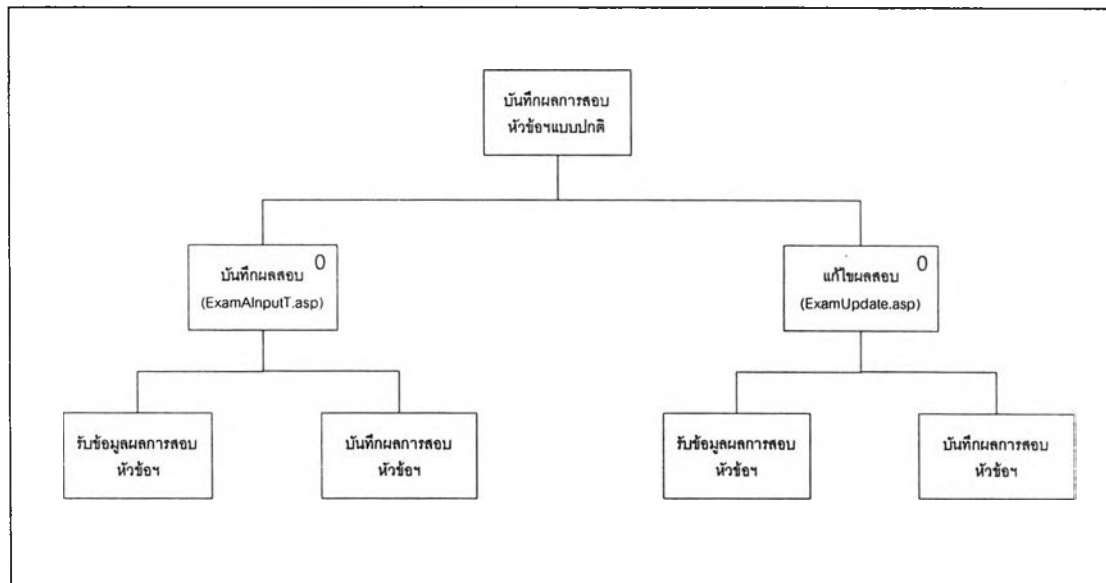 บันทึกผลการสอบ
หัวข้อฯแบบปกติ
บันทึกผลสอบ 0
(ExamAInputT.asp)
แก้ไขผลสอบ 0
(ExamUpdate.asp)
รับข้อมูลผลการสอบ
หัวข้อฯ
บันทึกผลการสอบ
หัวข้อฯ
รับข้อมูลผลการสอบ
หัวข้อฯ
บันทึกผลการสอบ
หัวข้อฯ